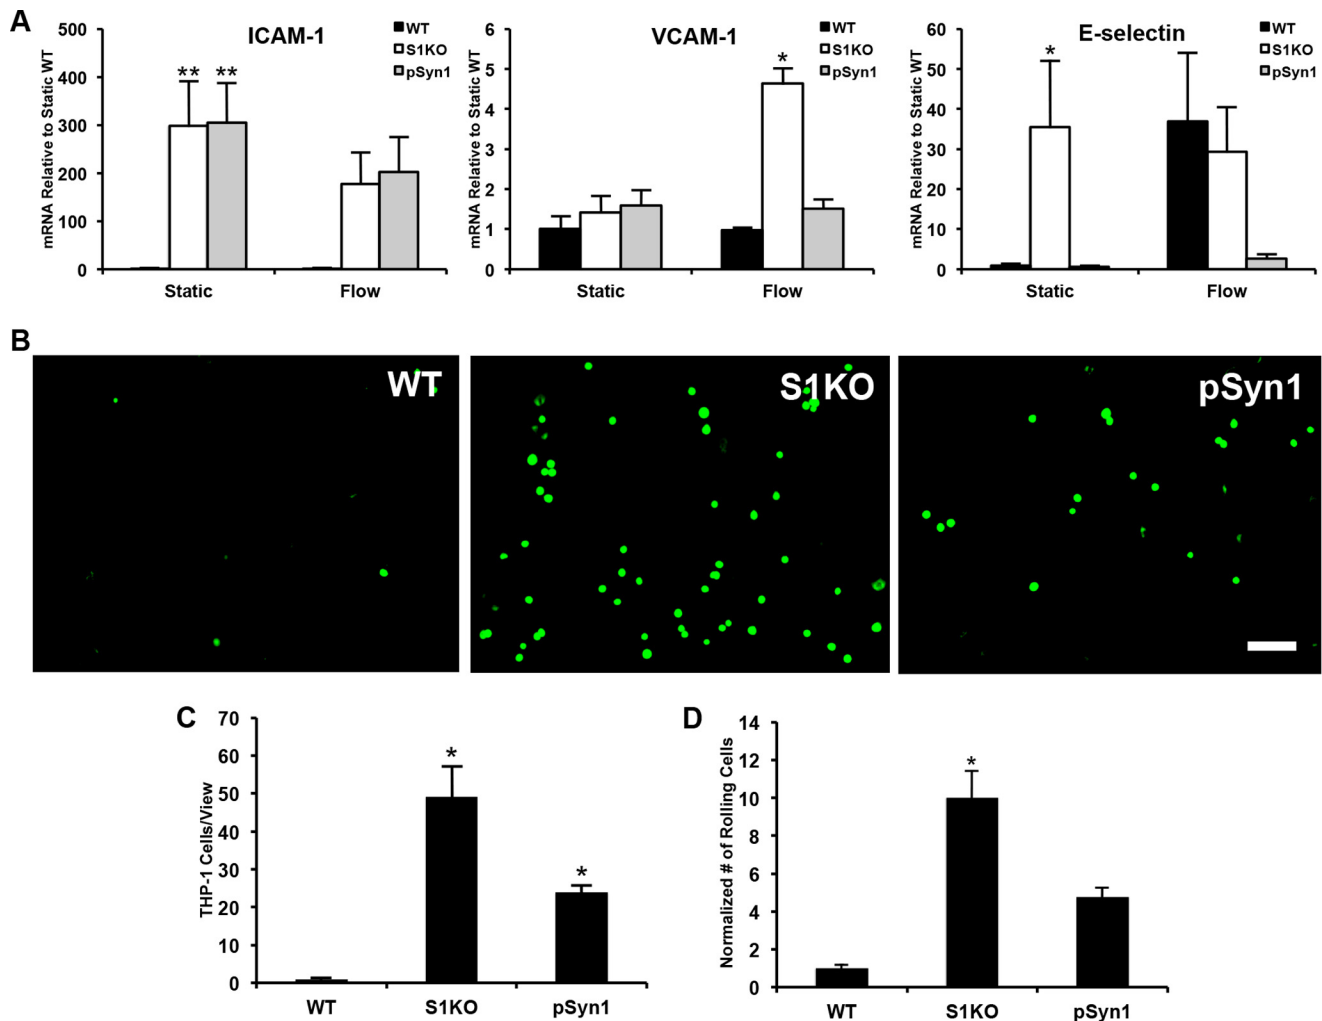 A
ICAM-1
mRNA Relative to Static WT
500
400
300
200
100
0
WT
S1KO
pSyn1
** **
Static Flow
VCAM-1
mRNA Relative to Static WT
6
5
4
3
2
1
0
WT
S1KO
pSyn1
*
Static Flow
E-selectin
mRNA Relative to Static WT
60
50
40
30
20
10
0
WT
S1KO
pSyn1
*
Static Flow
B
WT
S1KO
pSyn1
C
THP-1 Cells/View
70
60
50
40
30
20
10
0
*
*
WT S1KO pSyn1
D
Normalized # of Rolling Cells
14
12
10
8
6
4
2
0
*
WT S1KO pSyn1